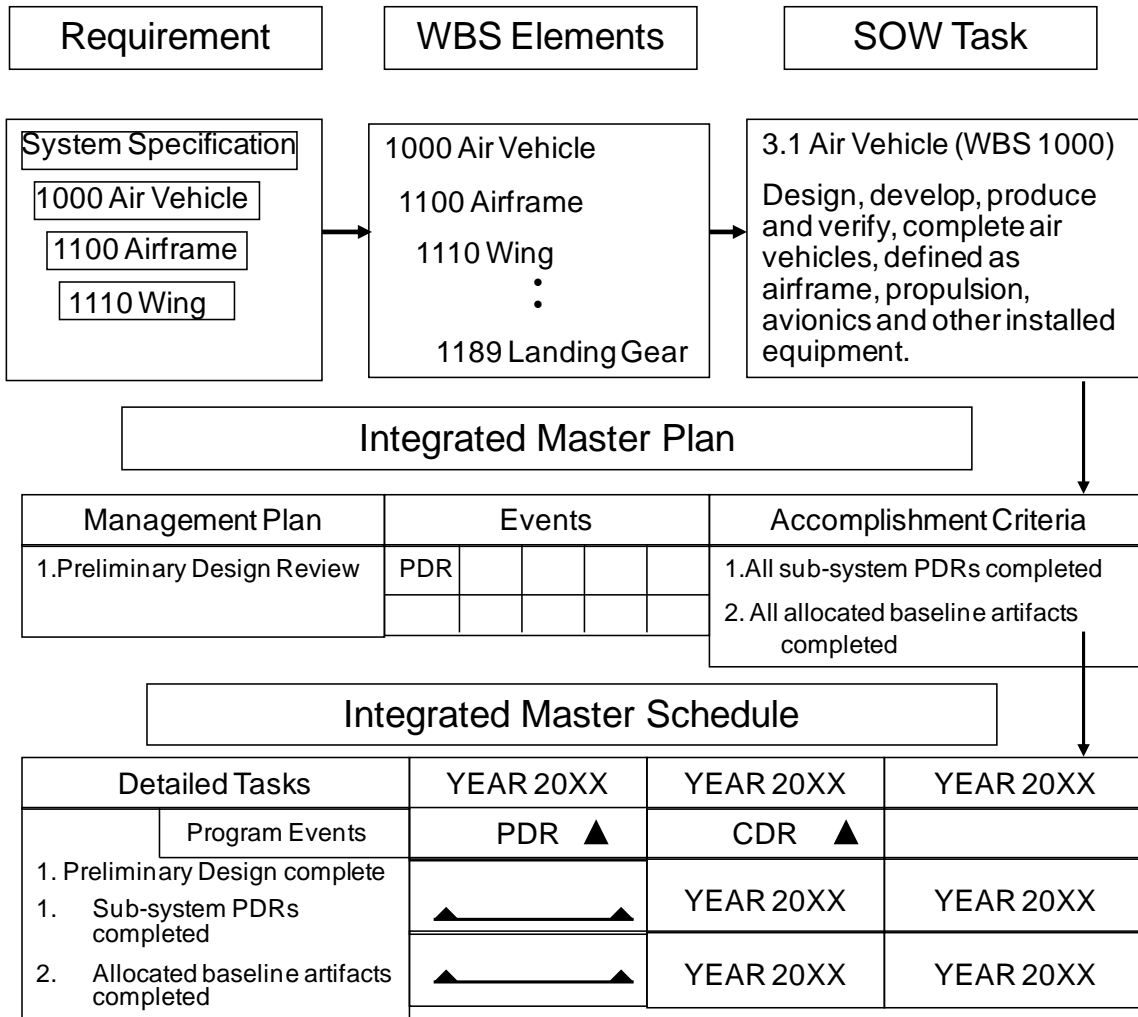 Requirement
WBS Elements
SOW Task
System Specification
1000 Air Vehicle
1100 Airframe
1110 Wing
1000 Air Vehicle
1100 Airframe
1110 Wing
1189 Landing Gear
3.1 Air Vehicle (WBS 1000)
Design, develop, produce
and verify, complete air
vehicles, defined as
airframe, propulsion,
avionics and other installed
equipment.
Integrated Master Plan
Management Plan
Events
Accomplishment Criteria
1.Preliminary Design Review
PDR
1.All sub-system PDRs completed
2. All allocated baseline artifacts
completed
Integrated Master Schedule
Detailed Tasks
YEAR 20XX
YEAR 20XX
YEAR 20XX
Program Events
PDR
CDR
1. Preliminary Design complete
1. Sub-system PDRs
completed
YEAR 20XX
YEAR 20XX
2. Allocated baseline artifacts
completed
YEAR 20XX
YEAR 20XX